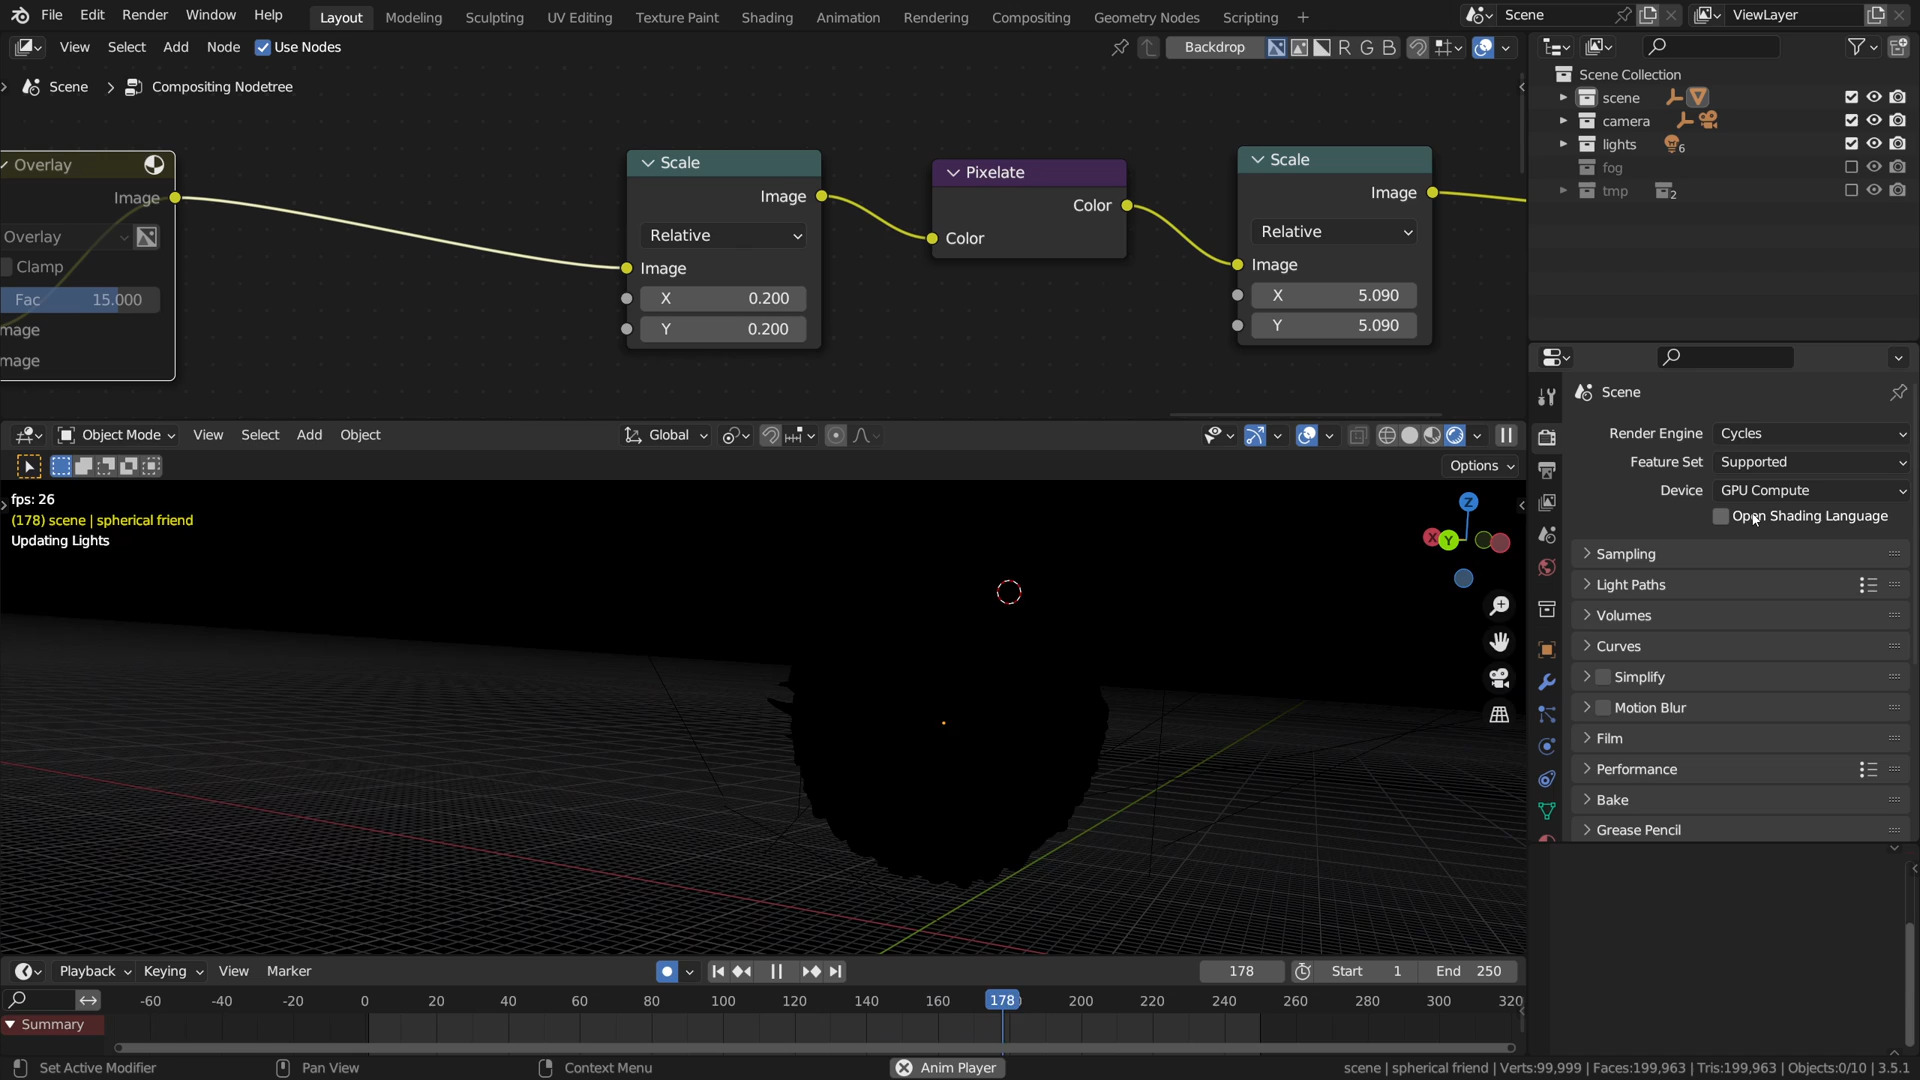 File Edit Render Window Help Layout Modeling Sculpting UV Editing Texture Paint Shading Animation Rendering Compositing Geometry Nodes Scripting + Scene ViewLayer
View Select Add Node Use Nodes Backdrop R G B
Scene > Compositing Nodetree
Scene Collection
scene
camera
lights 6
fog
tmp 2
Overlay
Image
Overlay
Clamp
Fac 15.000
mage
mage
Scale
Image
Relative
Image
X 0.200
Y 0.200
Pixelate
Color
Color
Scale
Image
Relative
Image
X 5.090
Y 5.090
Scene
Render Engine Cycles
Feature Set Supported
Device GPU Compute
Open Shading Language
Sampling
Light Paths
Volumes
Curves
Simplify
Motion Blur
Film
Performance
Bake
Grease Pencil
Object Mode View Select Add Object Global
Options
fps: 26
(178) scene | spherical friend
Updating Lights
Z
X Y
Playback Keying View Marker 178 Start 1 End 250
-60 -40 -20 0 20 40 60 80 100 120 140 160 178 200 220 240 260 280 300 320
Summary
Set Active Modifier Pan View Context Menu Anim Player scene | spherical friend | Verts:99,999 | Faces:199,963 | Tris:199,963 | Objects:0/10 | 3.5.1